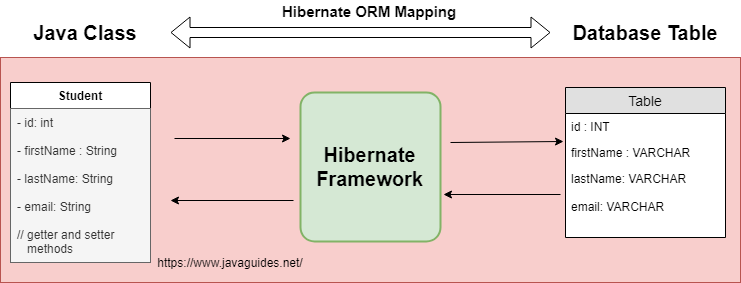 Hibernate ORM Mapping
Java Class
Database Table
Student
- id: int
- firstName : String
- lastName: String
- email: String
// getter and setter
methods
Hibernate
Framework
Table
id : INT
firstName : VARCHAR
lastName: VARCHAR
email: VARCHAR
https://www.javaguides.net/